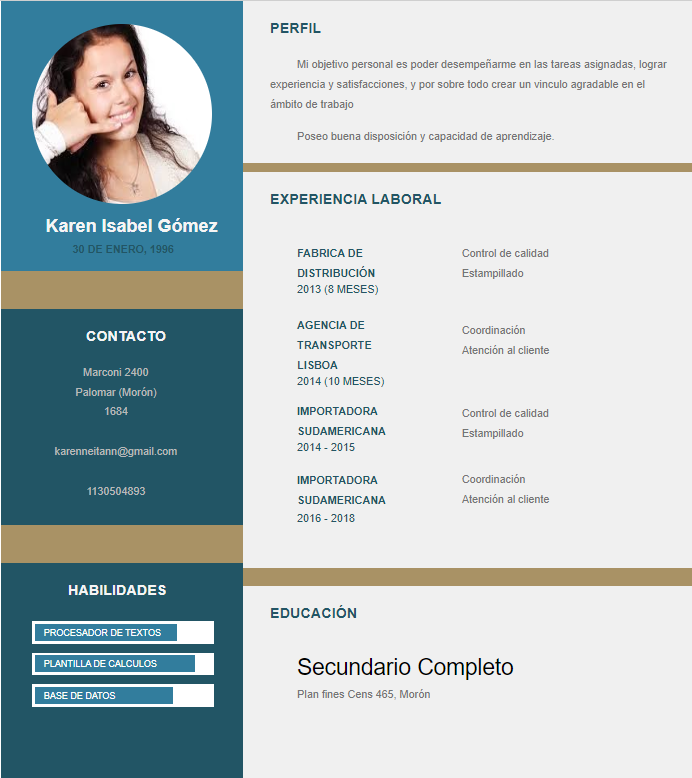 Karen Isabel Gómez
30 DE ENERO, 1996
CONTACTO
Marconi 2400
Palomar (Morón)
1684
karenneitann@gmail.com
1130504893
HABILIDADES
PROCESADOR DE TEXTOS
PLANTILLA DE CALCULOS
BASE DE DATOS
PERFIL
Mi objetivo personal es poder desempeñarme en las tareas asignadas, lograr
experiencia y satisfacciones, y por sobre todo crear un vinculo agradable en el
ámbito de trabajo
Poseo buena disposición y capacidad de aprendizaje.
EXPERIENCIA LABORAL
FABRICA DE
DISTRIBUCIÓN
2013 (8 MESES)
Control de calidad
Estampillado
AGENCIA DE
TRANSPORTE
LISBOA
2014 (10 MESES)
Coordinación
Atención al cliente
IMPORTADORA
SUDAMERICANA
2014 - 2015
Control de calidad
Estampillado
IMPORTADORA
SUDAMERICANA
2016 - 2018
Coordinación
Atención al cliente
EDUCACIÓN
Secundario Completo
Plan fines Cens 465, Morón